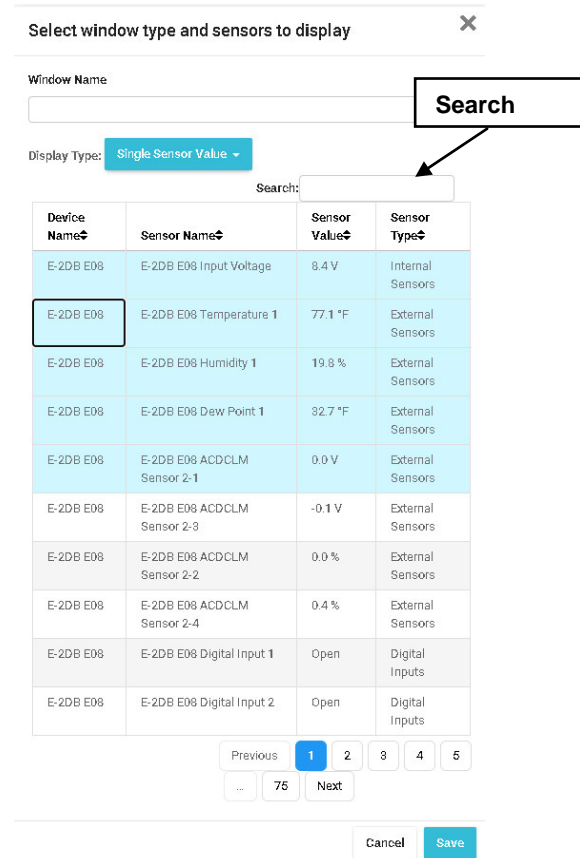 Select window type and sensors to display
×
Window Name
Search
Display Type: Single Sensor Value
Search:
Device Name Sensor Name Sensor Value Sensor Type
E-2DB E08 E-2DB E08 Input Voltage 8.4 V Internal Sensors
E-2DB E08 E-2DB E08 Temperature 1 77.1 °F External Sensors
E-2DB E08 E-2DB E08 Humidity 1 19.8 % External Sensors
E-2DB E08 E-2DB E08 Dew Point 1 32.7 °F External Sensors
E-2DB E08 E-2DB E08 ACDCLM Sensor 2-1 0.0 V External Sensors
E-2DB E08 E-2DB E08 ACDCLM Sensor 2-3 -0.1 V External Sensors
E-2DB E08 E-2DB E08 ACDCLM Sensor 2-2 0.0 % External Sensors
E-2DB E08 E-2DB E08 ACDCLM Sensor 2-4 0.4 % External Sensors
E-2DB E08 E-2DB E08 Digital Input 1 Open Digital Inputs
E-2DB E08 E-2DB E08 Digital Input 2 Open Digital Inputs
Previous 1 2 3 4 5
... 75 Next
Cancel Save